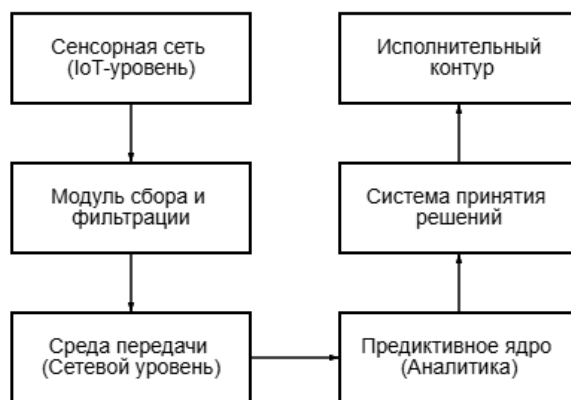 Сенсорная сеть
(IoT-уровень)
Модуль сбора и
фильтрации
Среда передачи
(Сетевой уровень)
Предиктивное ядро
(Аналитика)
Система принятия
решений
Исполнительный
контур